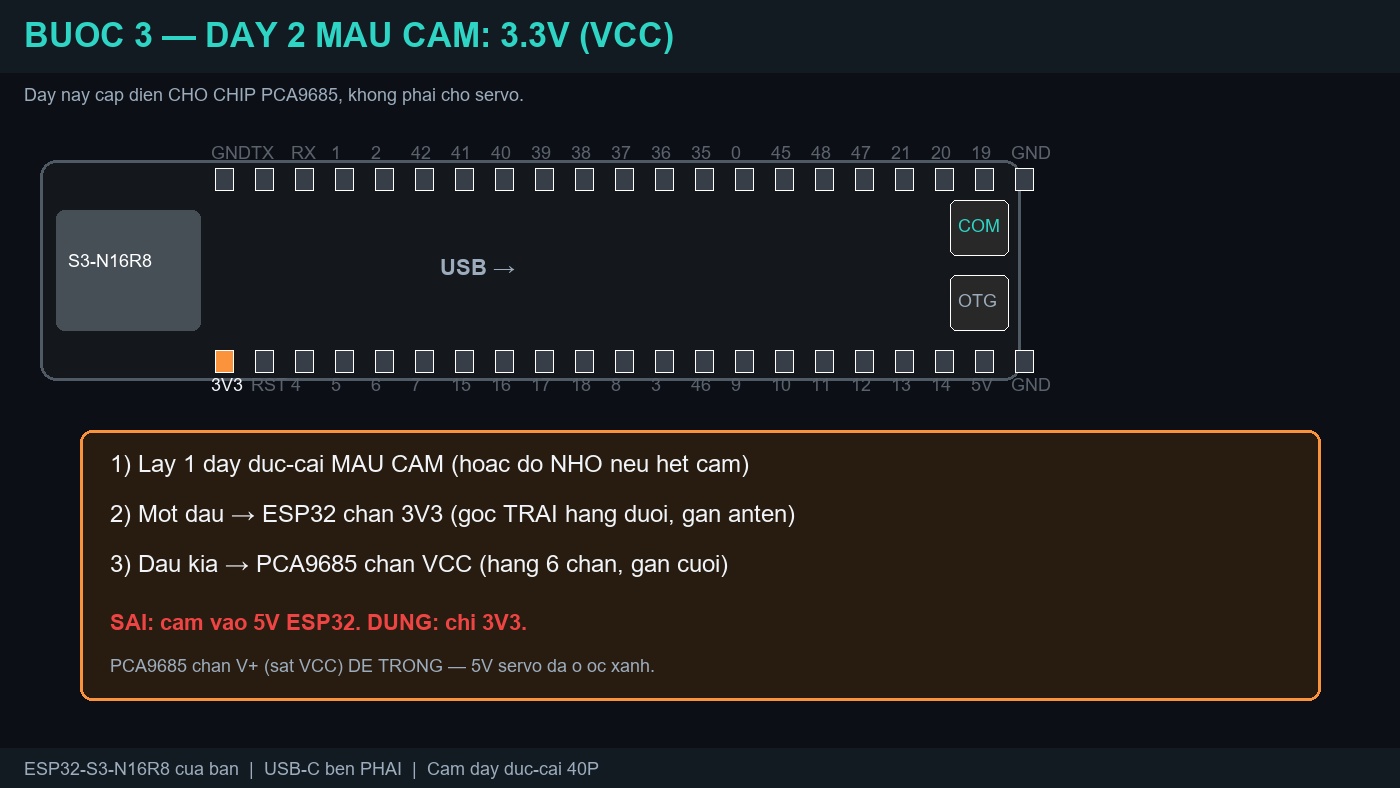 BUOC 3 — DAY 2 MAU CAM: 3.3V (VCC)
Day nay cap dien CHO CHIP PCA9685, khong phai cho servo.
GND TX RX 1 2 42 41 40 39 38 37 36 35 0 45 48 47 21 20 19 GND
COM
S3-N16R8
USB →
OTG
3V3 RST 4 5 6 7 15 16 17 18 8 3 46 9 10 11 12 13 14 5V GND
1) Lay 1 day duc-cai MAU CAM (hoac do NHO neu het cam)
2) Mot dau → ESP32 chan 3V3 (goc TRAI hang duoi, gan anten)
3) Dau kia → PCA9685 chan VCC (hang 6 chan, gan cuoi)
SAI: cam vao 5V ESP32. DUNG: chi 3V3.
PCA9685 chan V+ (sat VCC) DE TRONG — 5V servo da o oc xanh.
ESP32-S3-N16R8 cua ban | USB-C ben PHAI | Cam day duc-cai 40P